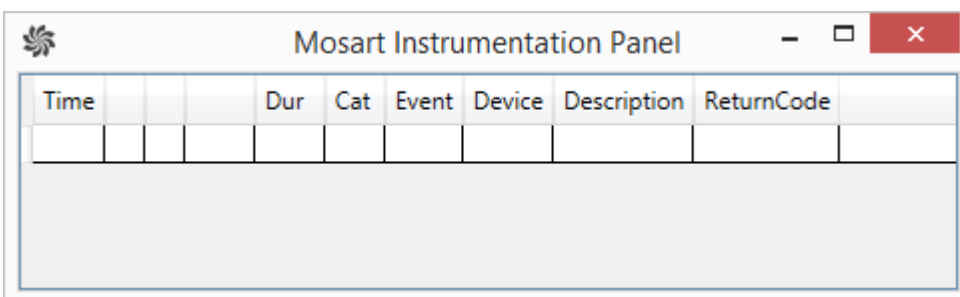 Mosart Instrumentation Panel
Time Dur Cat Event Device Description ReturnCode